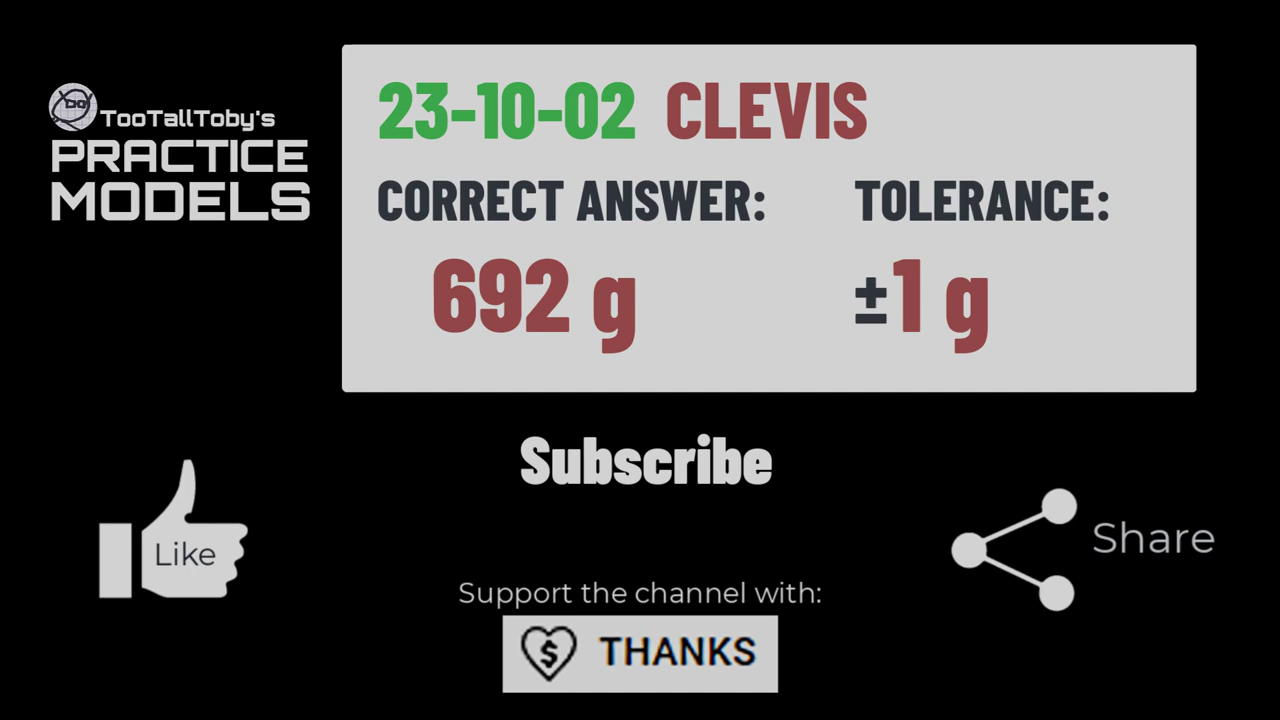 TooTallToby's
PRACTICE
MODELS
23-10-02 CLEVIS
CORRECT ANSWER: TOLERANCE:
692 g ±1 g
Subscribe
Like
Share
Support the channel with:
$ THANKS